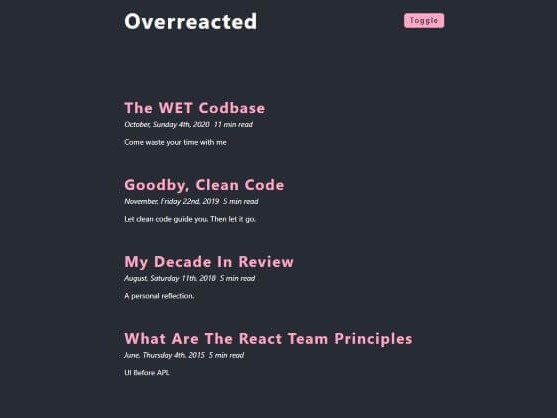 Overreacted
Toggle
The WET Codbase
October, Sunday 4th, 2020 11 min read
Come waste your time with me
Goodby, Clean Code
November, Friday 22nd, 2019 5 min read
Let clean code guide you. Then let it go.
My Decade In Review
August, Saturday 11th, 2018 5 min read
A personal reflection.
What Are The React Team Principles
June, Thursday 4th, 2015 5 min read
UI Before API.